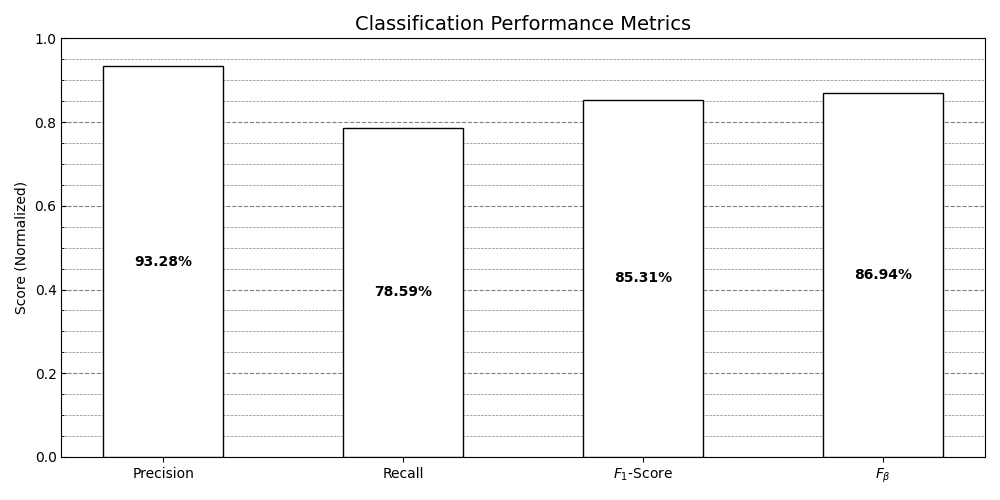 Classification Performance Metrics
Score (Normalized)
1.0
0.8
0.6
0.4
0.2
0.0
93.28%
78.59%
85.31%
86.94%
Precision
Recall
F₁-Score
Fᵦ